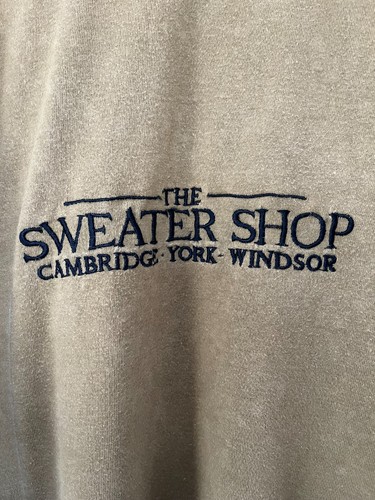 THE
SWEATER SHOP
CAMBRIDGE · YORK · WINDSOR